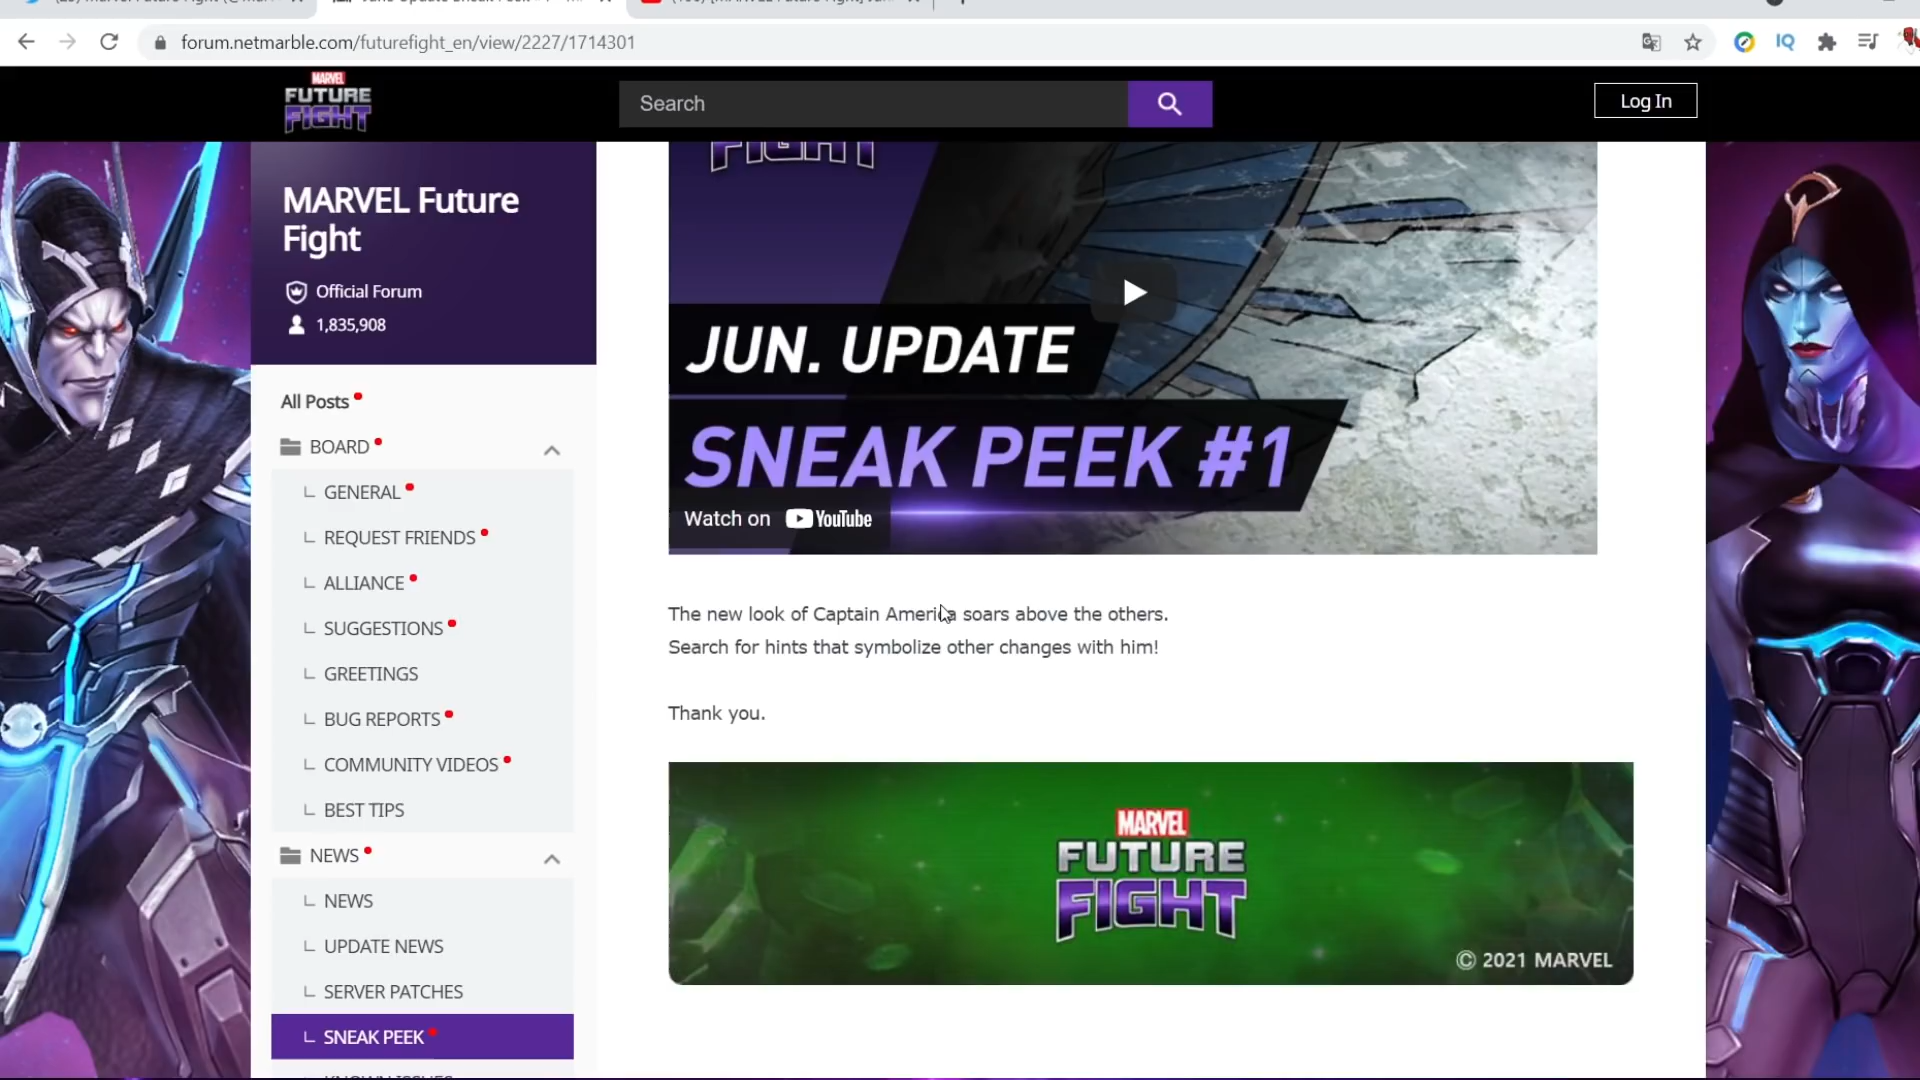 forum.netmarble.com/futurefight_en/view/2227/1714301
IQ
MARVEL
FUTURE
FIGHT
Search
Log In
MARVEL Future
Fight
Official Forum
1,835,908
All Posts
BOARD
GENERAL
REQUEST FRIENDS
ALLIANCE
SUGGESTIONS
GREETINGS
BUG REPORTS
COMMUNITY VIDEOS
BEST TIPS
NEWS
NEWS
UPDATE NEWS
SERVER PATCHES
SNEAK PEEK
FIGHT
JUN. UPDATE
SNEAK PEEK #1
Watch on YouTube
The new look of Captain America soars above the others.
Search for hints that symbolize other changes with him!
Thank you.
MARVEL
FUTURE
FIGHT
© 2021 MARVEL